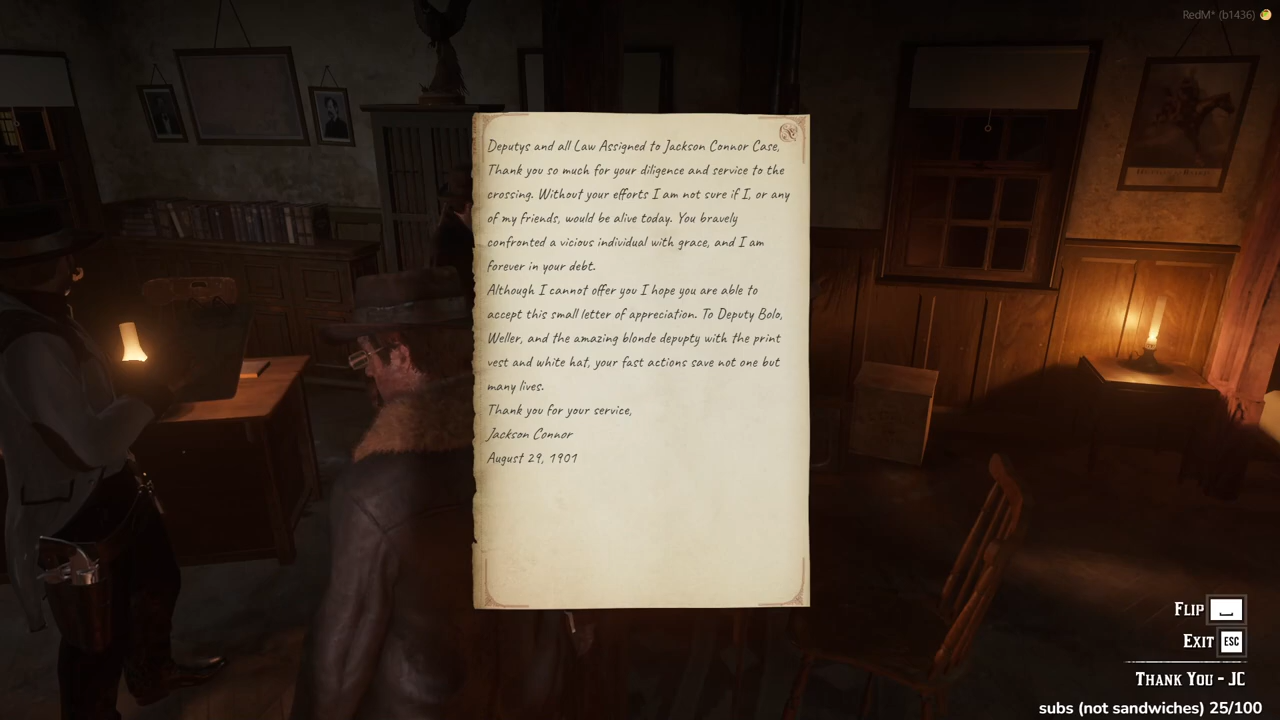 RedM* (b1436)
Deputys and all Law Assigned to Jackson Connor Case,
Thank you so much for your diligence and service to the
crossing. Without your efforts I am not sure if I, or any
of my friends, would be alive today. You bravely
confronted a vicious individual with grace, and I am
forever in your debt.
Although I cannot offer you I hope you are able to
accept this small letter of appreciation. To Deputy Bolo,
Weller, and the amazing blonde depupty with the print
vest and white hat, your fast actions save not one but
many lives.
Thank you for your service,
Jackson Connor
August 29, 1901
Flip
Exit ESC
Thank You - JC
subs (not sandwiches) 25/100